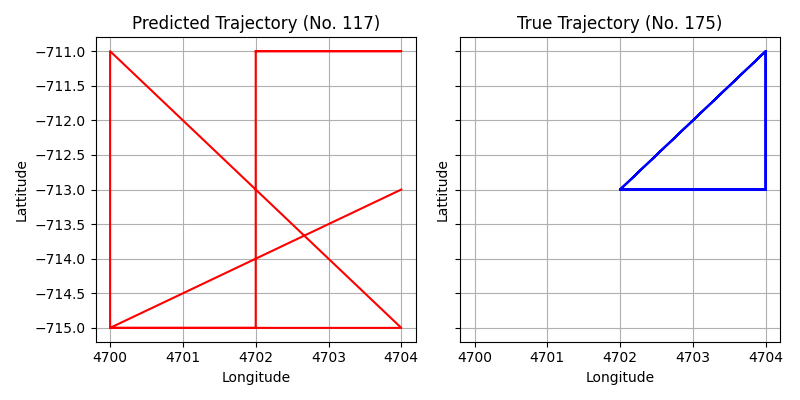 Predicted Trajectory (No. 117)
True Trajectory (No. 175)
−711.0
−711.5
−712.0
−712.5
−713.0
−713.5
−714.0
−714.5
−715.0
Lattitude
4700 4701 4702 4703 4704
Longitude
Lattitude
4700 4701 4702 4703 4704
Longitude